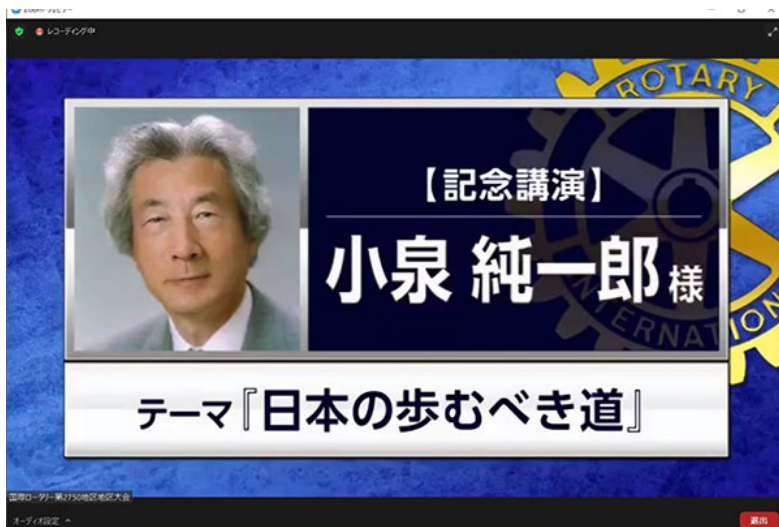 レコーディング中
ROTARY
INTERNATION
【記念講演】
小泉 純一郎 様
テーマ『日本の歩むべき道』
国際ロータリー第2750地区地区大会
オーディオ設定
退出